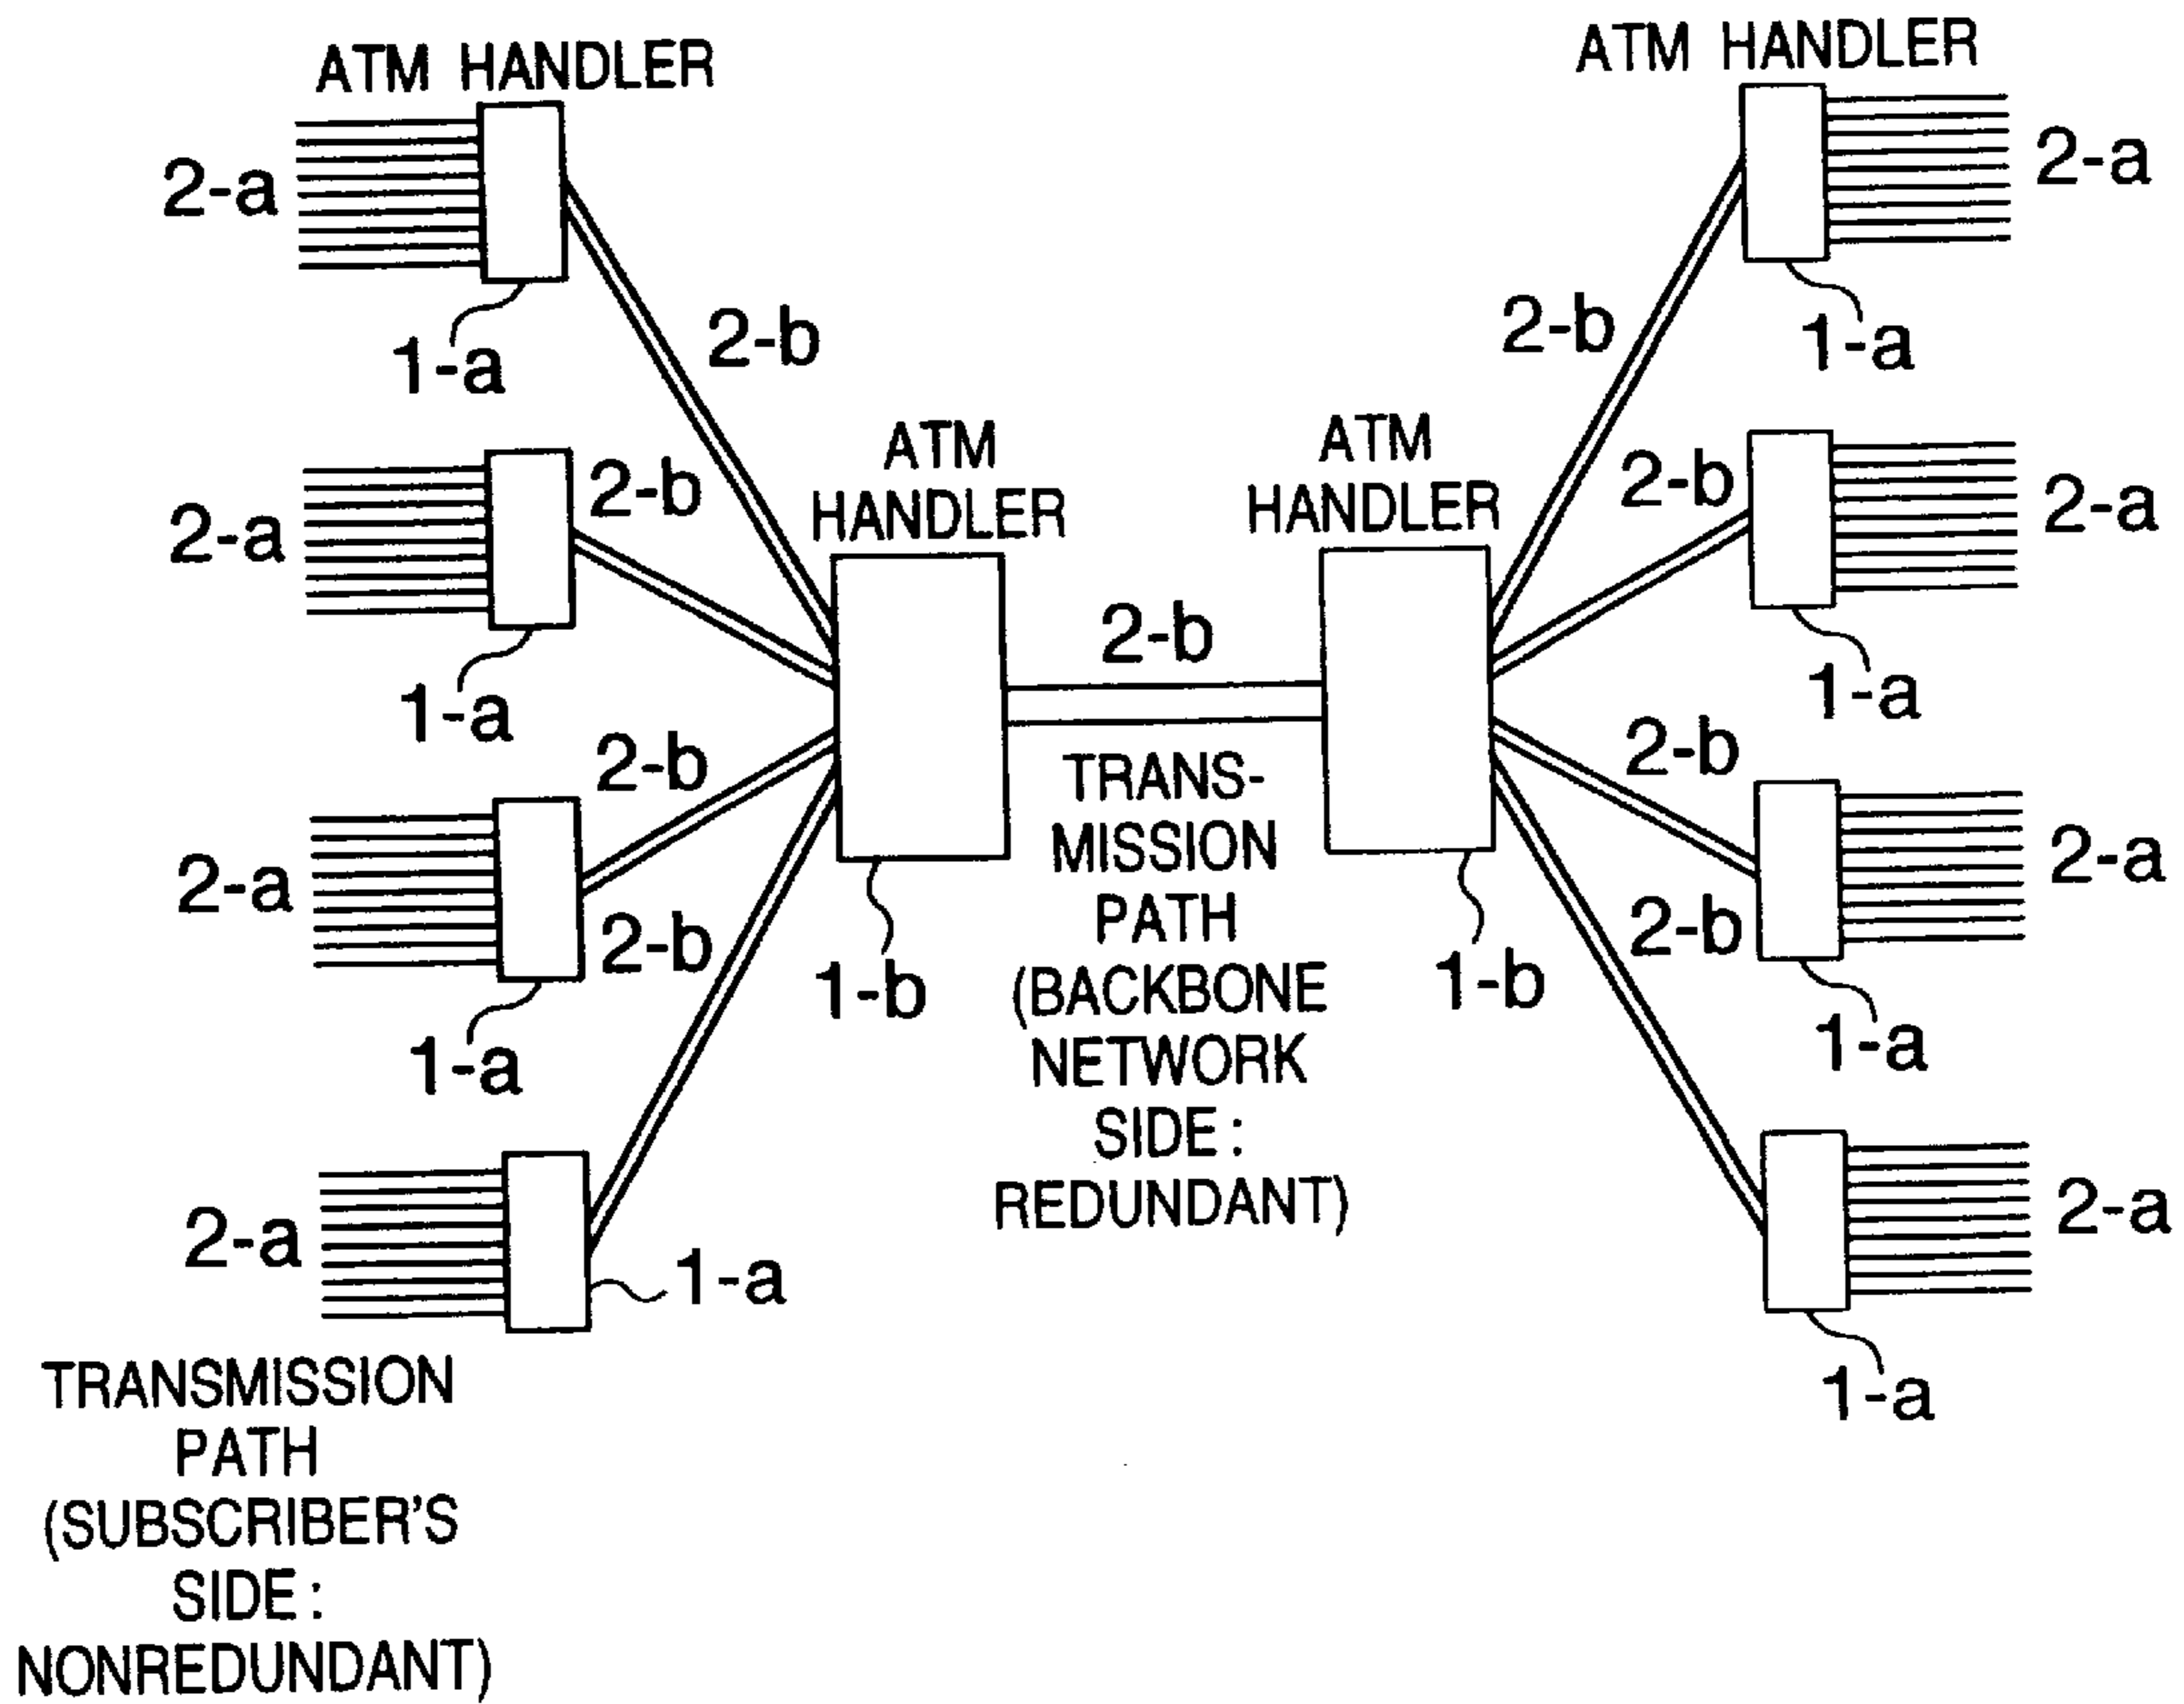 ATM HANDLER
2-a
1-a
2-b
2-a
2-b
1-a
ATM
HANDLER
2-a
2-b
1-a
2-b
1-b
2-a
1-a
TRANSMISSION
PATH
(SUBSCRIBER'S
SIDE:
NONREDUNDANT)
2-b
TRANS-
MISSION
PATH
(BACKBONE
NETWORK
SIDE:
REDUNDANT)
ATM HANDLER
2-a
2-b
1-a
ATM
HANDLER
2-b
2-a
1-a
2-b
2-a
1-b
2-b
1-a
2-a
1-a